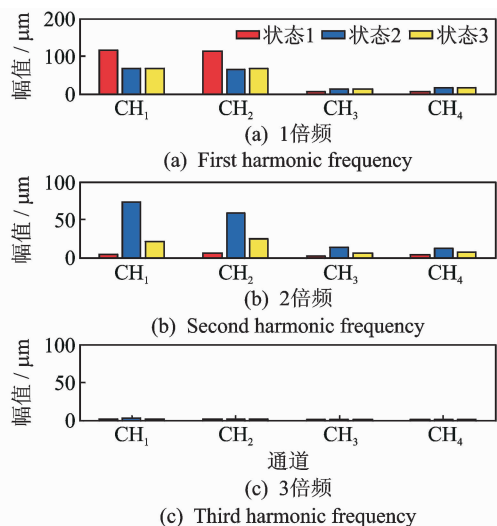 200
100
0
幅值 / μm
状态1 状态2 状态3
CH₁ CH₂ CH₃ CH₄
(a) 1倍频
(a) First harmonic frequency
100
50
0
幅值 / μm
CH₁ CH₂ CH₃ CH₄
(b) 2倍频
(b) Second harmonic frequency
100
50
0
幅值 / μm
CH₁ CH₂ CH₃ CH₄
通道
(c) 3倍频
(c) Third harmonic frequency